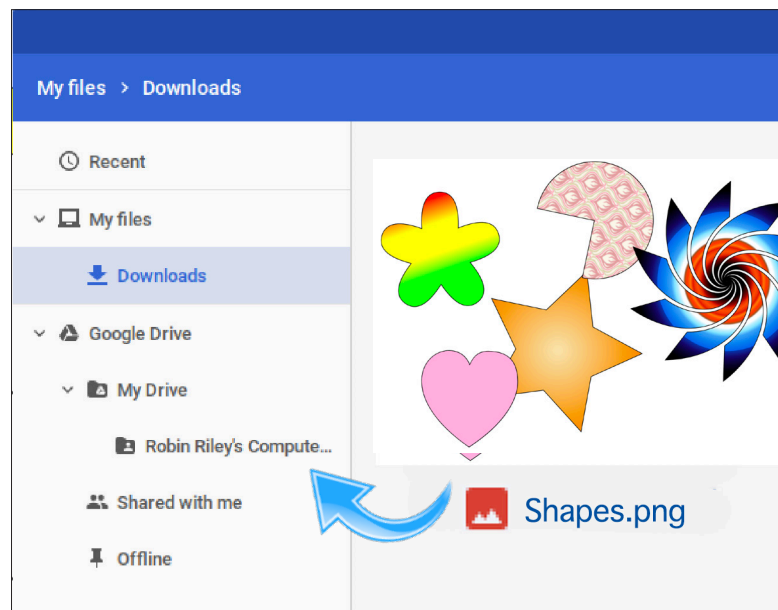 My files > Downloads
Recent
My files
Downloads
Google Drive
My Drive
Robin Riley's Compute...
Shared with me
Offline
Shapes.png